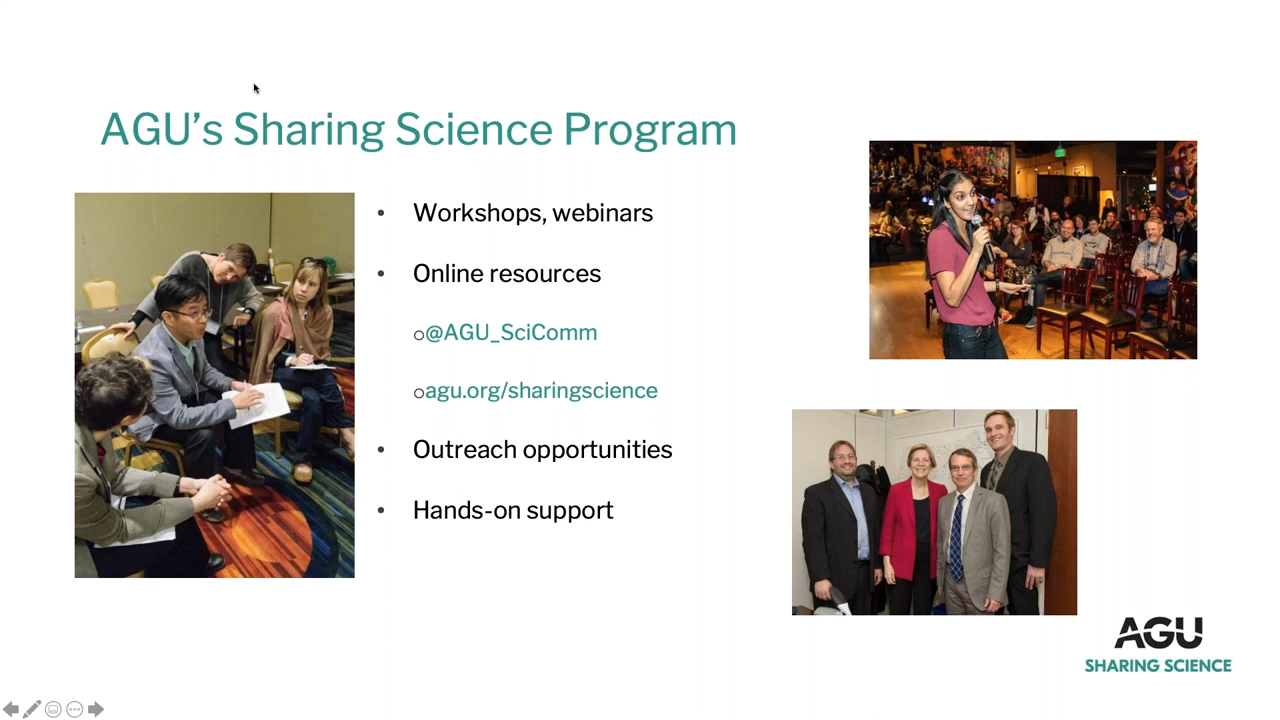 AGU’s Sharing Science Program
• Workshops, webinars
• Online resources
o@AGU_SciComm
oagu.org/sharingscience
• Outreach opportunities
• Hands-on support
AGU
SHARING SCIENCE